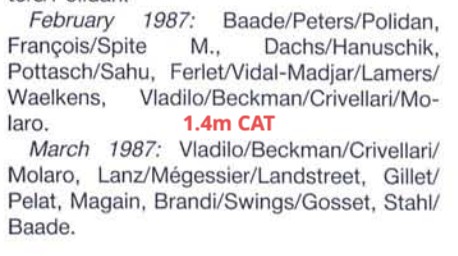 February 1987: Baade/Peters/Polidan,
François/Spite M., Dachs/Hanuschik,
Pottasch/Sahu, Ferlet/Vidal-Madjar/Lamers/
Waelkens, Vladilo/Beckman/Crivellari/Mo-
laro. 1.4m CAT
March 1987: Vladilo/Beckman/Crivellari/
Molaro, Lanz/Mégessier/Landstreet, Gillet/
Pelat, Magain, Brandi/Swings/Gosset, Stahl/
Baade.